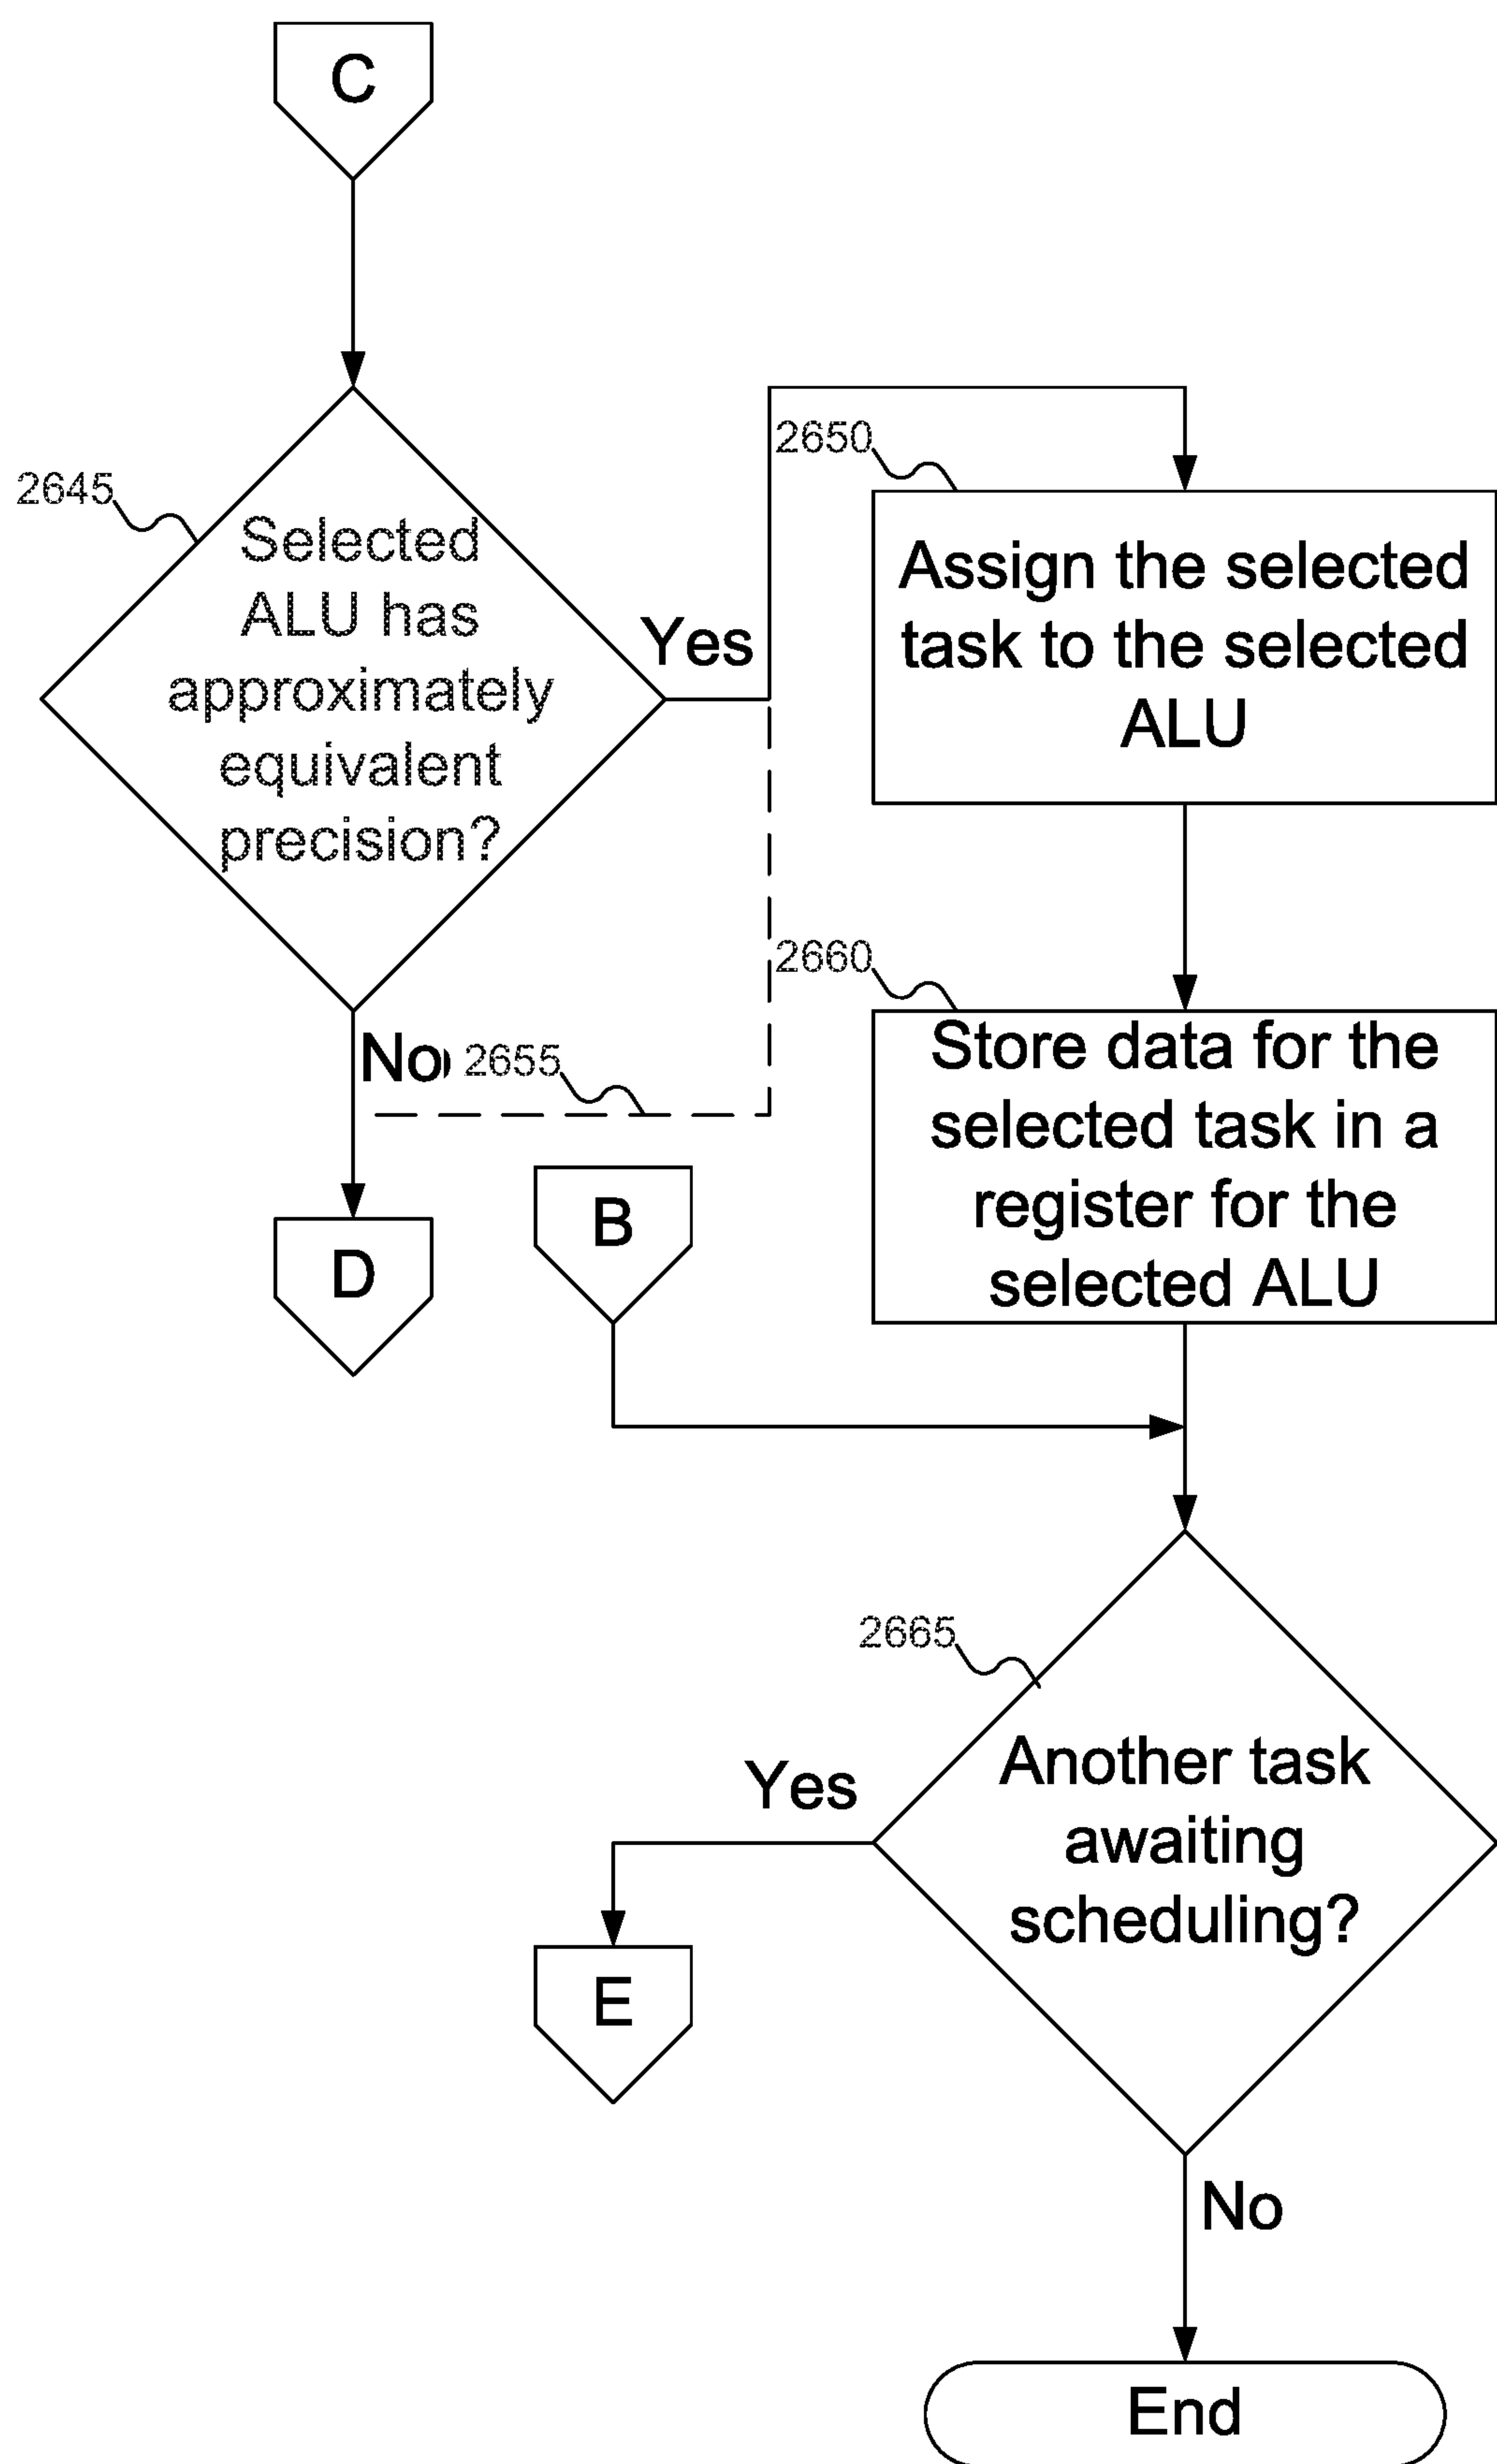 C
2645
Selected
ALU has
approximately
equivalent
precision?
Yes
2650
Assign the selected
task to the selected
ALU
No
2655
2660
Store data for the
selected task in a
register for the
selected ALU
D
B
2665
Another task
awaiting
scheduling?
Yes
E
No
End